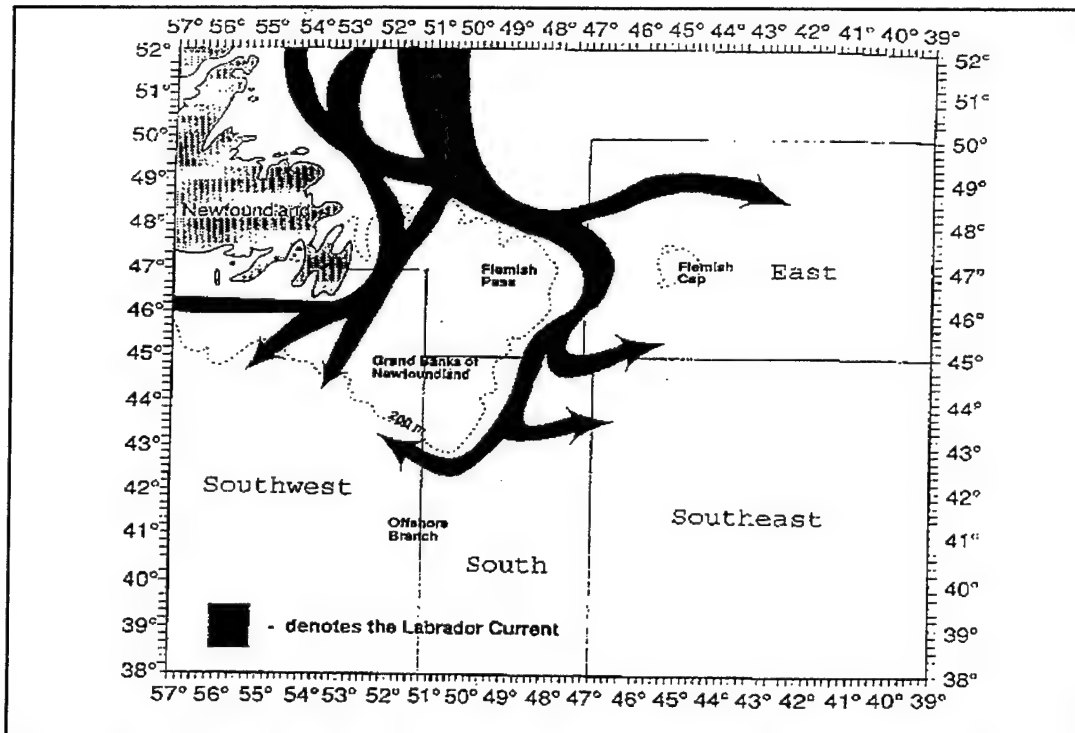 57° 56° 55° 54° 53° 52° 51° 50° 49° 48° 47° 46° 45° 44° 43° 42° 41° 40° 39°
52° 52°
51° 51°
50° 50°
49° 49°
Newfoundland
48° 48°
47° Flemish Flemish 47°
Pass Cap East
46° 46°
45° Grand Banks of 45°
Newfoundland
44° 44°
200 m
43° 43°
42° Southwest 42°
Offshore Southeast
41° Branch 41°
40° South 40°
39° - denotes the Labrador Current 39°
38° 38°
57° 56° 55° 54° 53° 52° 51° 50° 49° 48° 47° 46° 45° 44° 43° 42° 41° 40° 39°